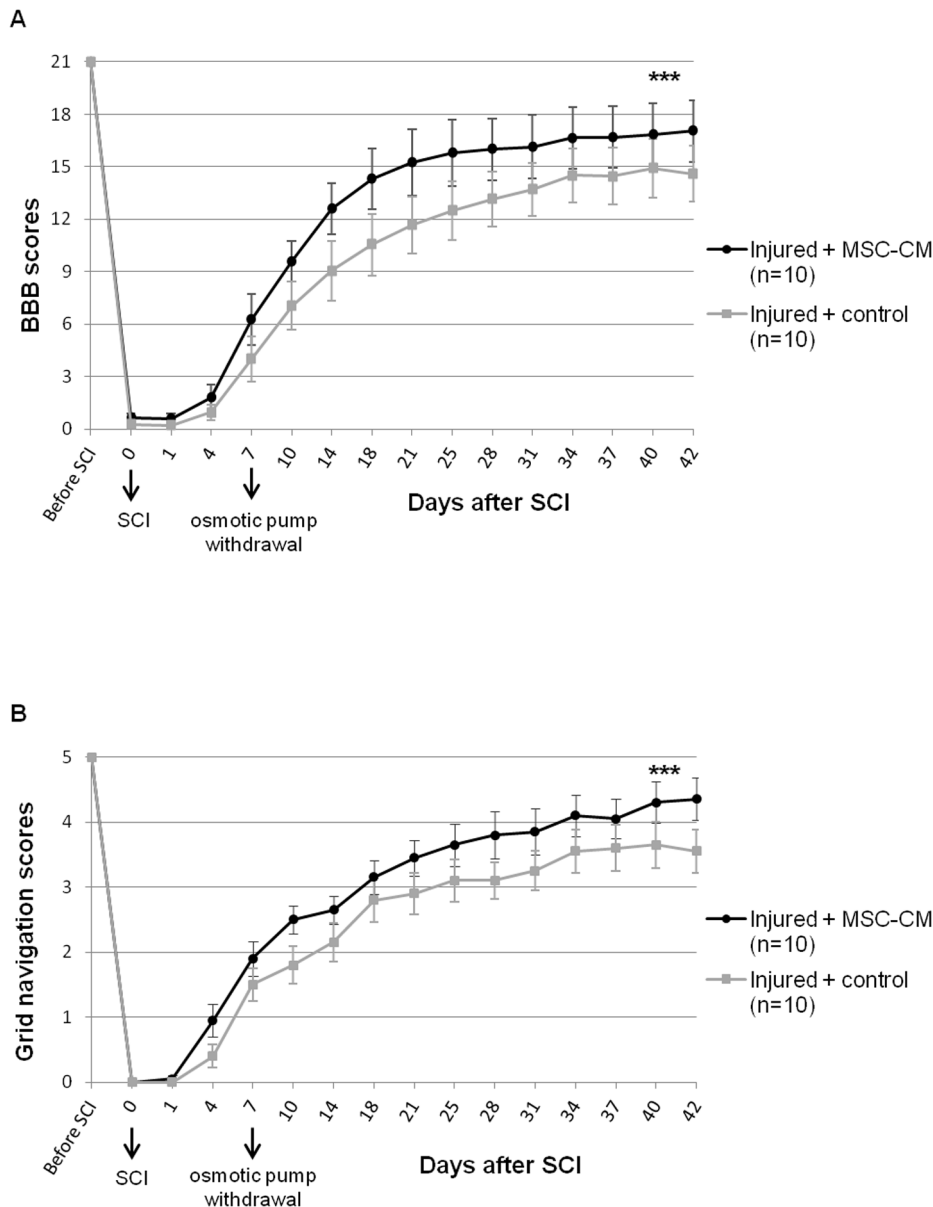 A
21
18
15
12
9
6
3
0
BBB scores
***
Before SCI
0
1
4
7
10
14
18
21
25
28
31
34
37
40
42
SCI
osmotic pump
withdrawal
Days after SCI
Injured + MSC-CM
(n=10)
Injured + control
(n=10)
B
5
4
3
2
1
0
Grid navigation scores
***
Before SCI
0
1
4
7
10
14
18
21
25
28
31
34
37
40
42
SCI
osmotic pump
withdrawal
Days after SCI
Injured + MSC-CM
(n=10)
Injured + control
(n=10)